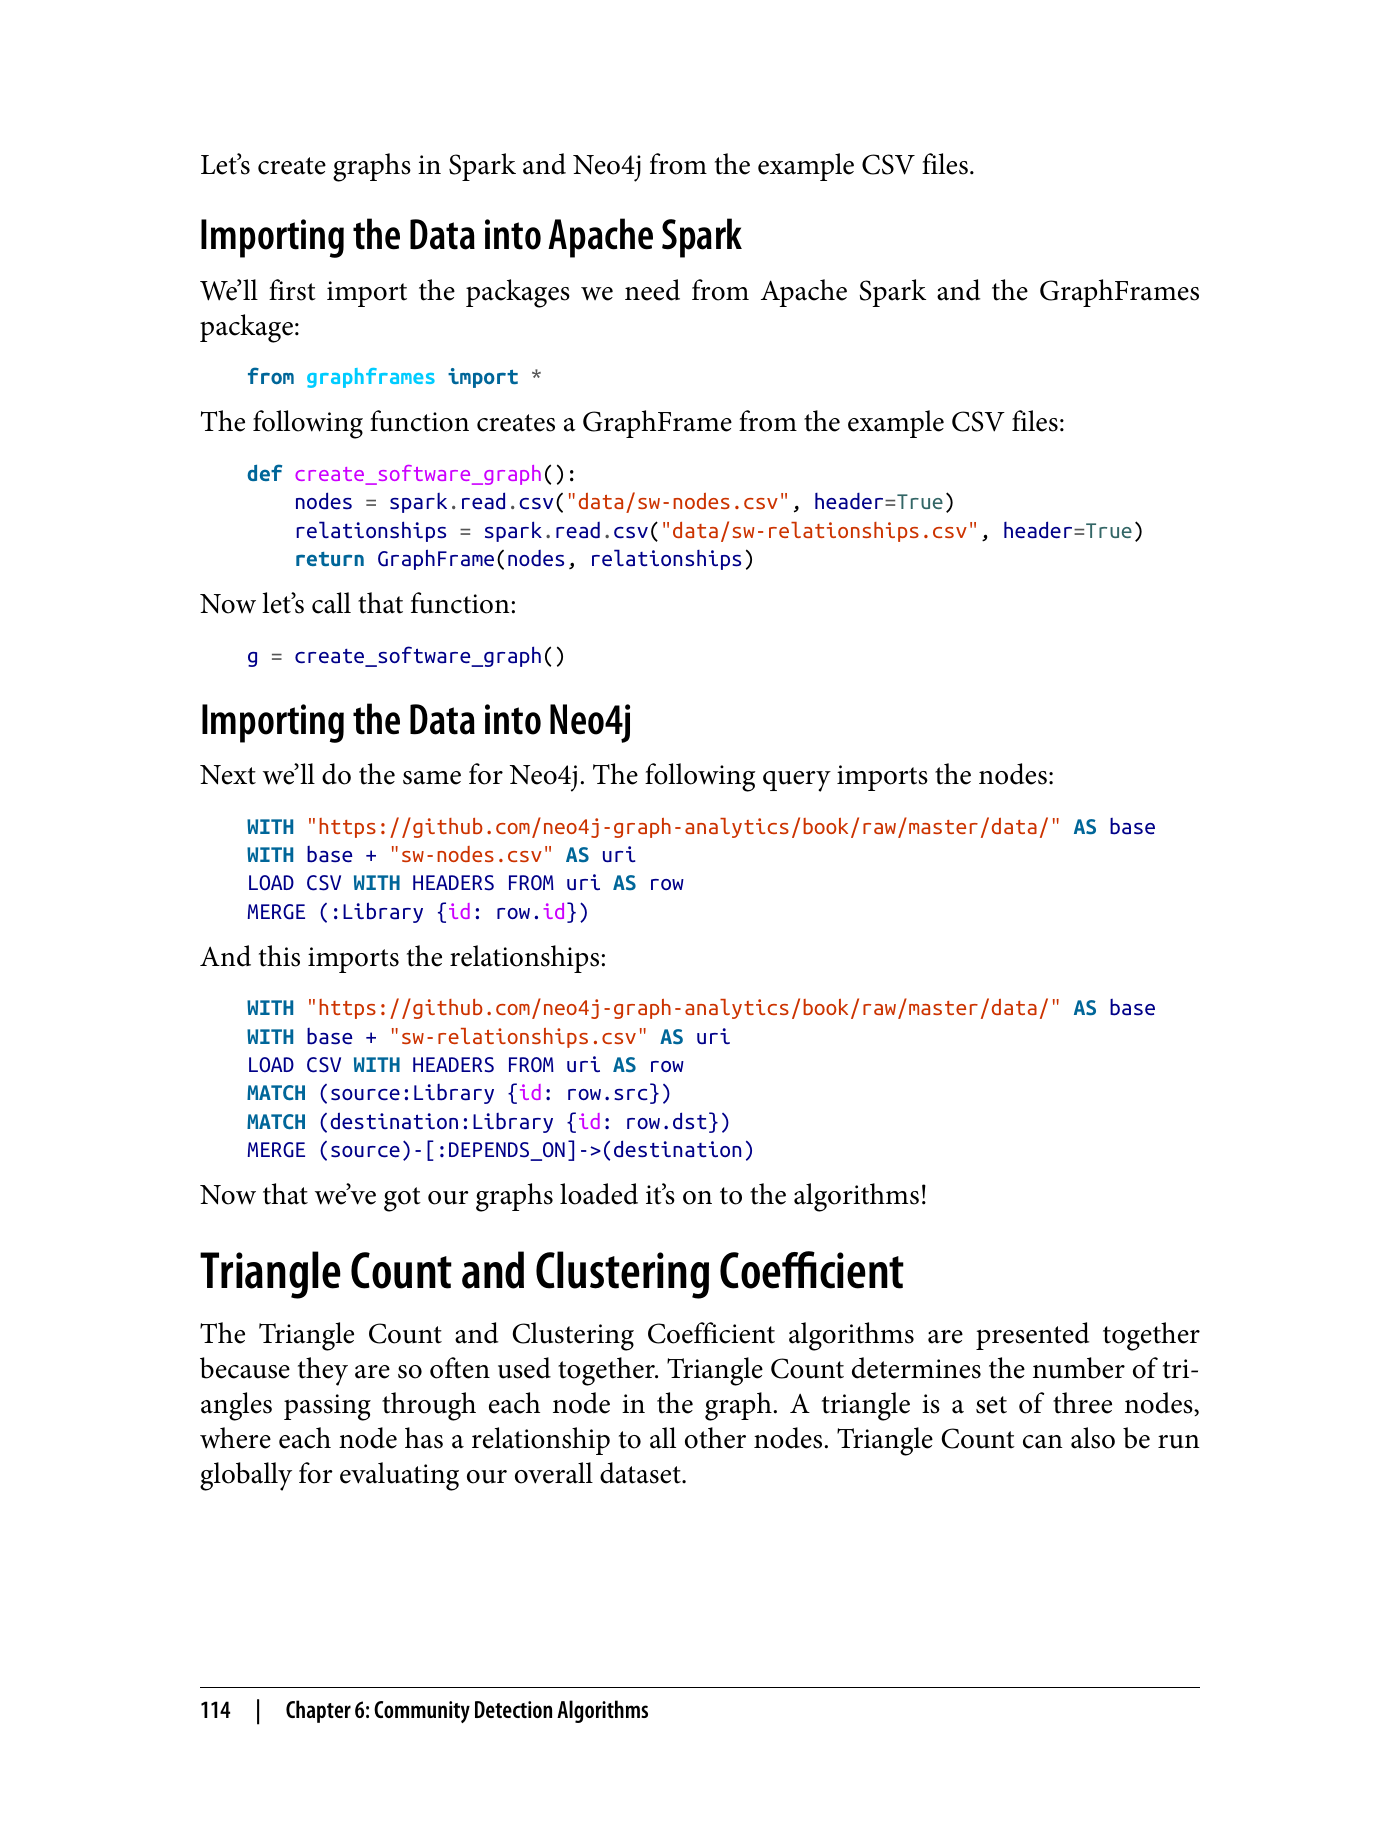 Let’s create graphs in Spark and Neo4j from the example CSV files.
Importing the Data into Apache Spark
We’ll first import the packages we need from Apache Spark and the GraphFrames
package:
from graphframes import *
The following function creates a GraphFrame from the example CSV files:
def create_software_graph():
    nodes = spark.read.csv("data/sw-nodes.csv", header=True)
    relationships = spark.read.csv("data/sw-relationships.csv", header=True)
    return GraphFrame(nodes, relationships)
Now let’s call that function:
g = create_software_graph()
Importing the Data into Neo4j
Next we’ll do the same for Neo4j. The following query imports the nodes:
WITH "https://github.com/neo4j-graph-analytics/book/raw/master/data/" AS base
WITH base + "sw-nodes.csv" AS uri
LOAD CSV WITH HEADERS FROM uri AS row
MERGE (:Library {id: row.id})
And this imports the relationships:
WITH "https://github.com/neo4j-graph-analytics/book/raw/master/data/" AS base
WITH base + "sw-relationships.csv" AS uri
LOAD CSV WITH HEADERS FROM uri AS row
MATCH (source:Library {id: row.src})
MATCH (destination:Library {id: row.dst})
MERGE (source)-[:DEPENDS_ON]->(destination)
Now that we’ve got our graphs loaded it’s on to the algorithms!
Triangle Count and Clustering Coefficient
The Triangle Count and Clustering Coefficient algorithms are presented together
because they are so often used together. Triangle Count determines the number of tri-
angles passing through each node in the graph. A triangle is a set of three nodes,
where each node has a relationship to all other nodes. Triangle Count can also be run
globally for evaluating our overall dataset.
114 | Chapter 6: Community Detection Algorithms